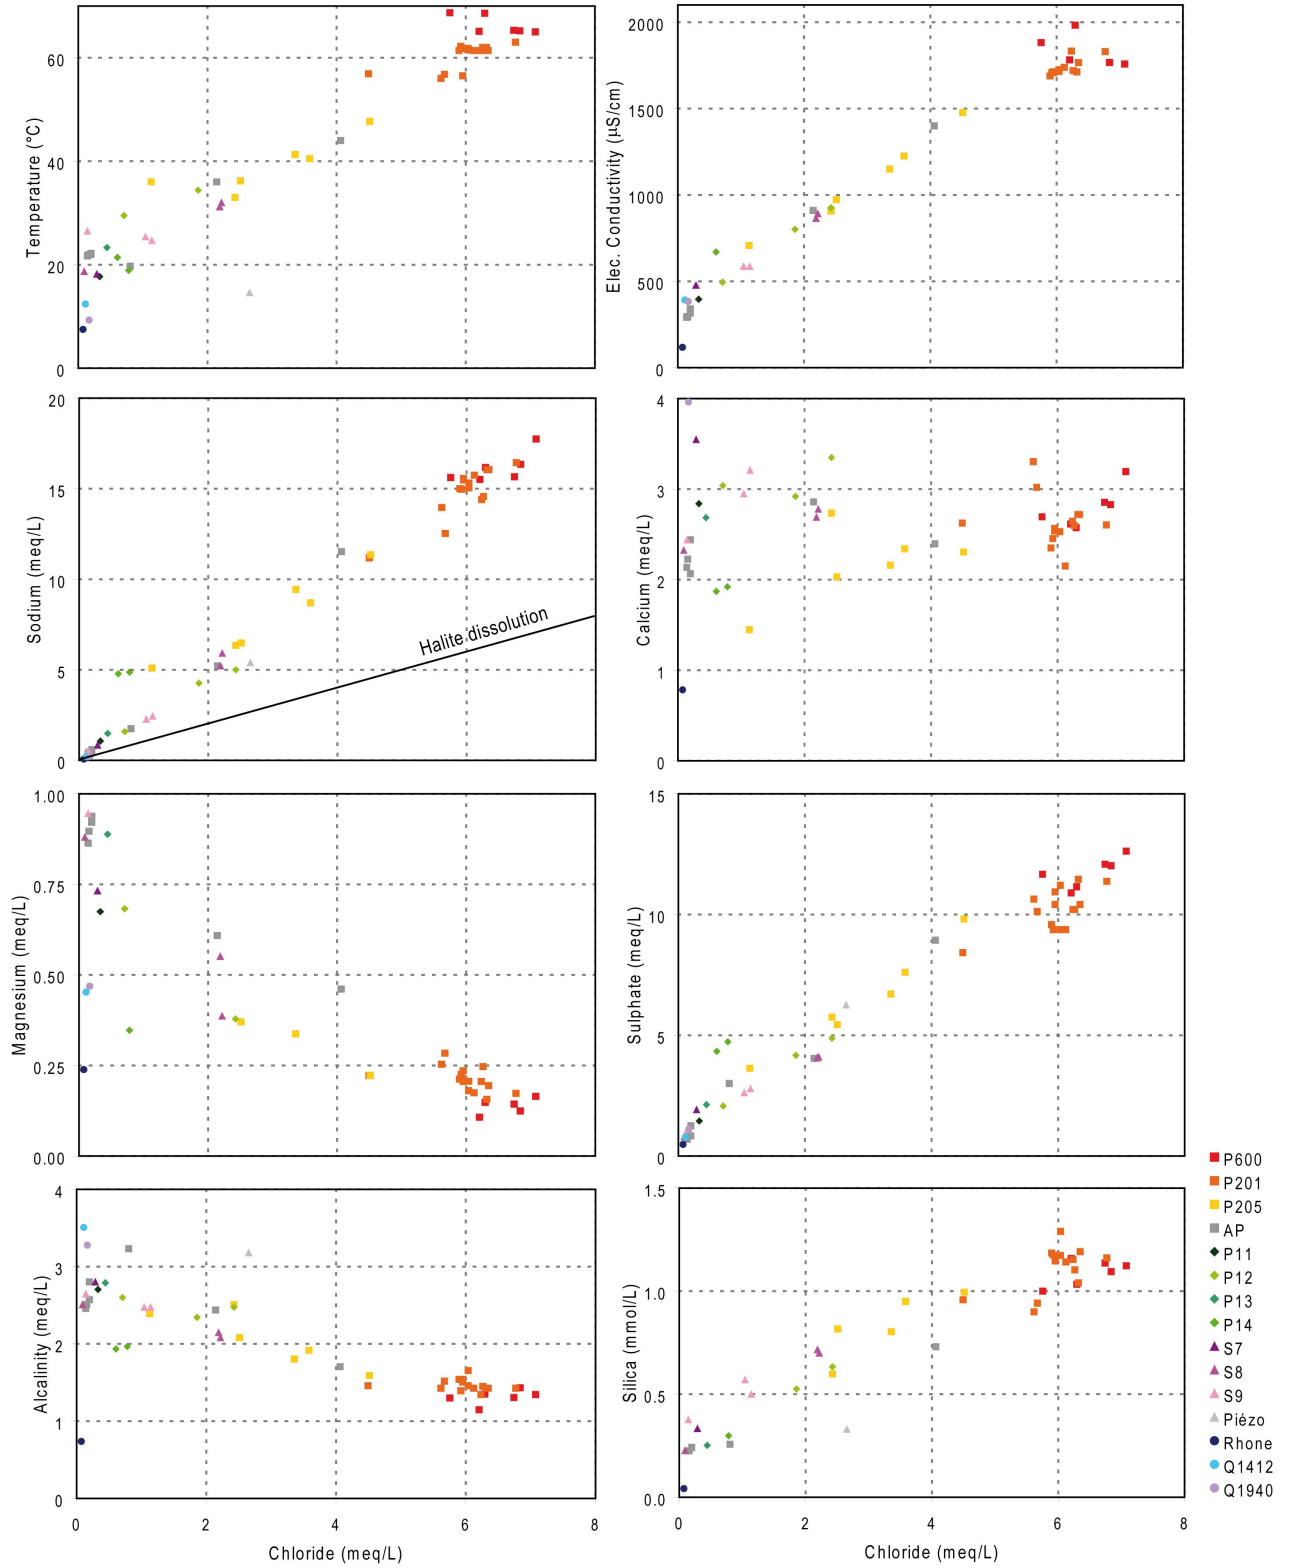 Temperature (°C)
60
40
20
0
Elec. Conductivity (µS/cm)
2000
1500
1000
500
0
Sodium (meq/L)
20
15
10
5
0
Halite dissolution
Calcium (meq/L)
4
3
2
1
0
Magnesium (meq/L)
1.00
0.75
0.50
0.25
0.00
Sulphate (meq/L)
15
10
5
0
Alcalinity (meq/L)
4
3
2
1
0
0 2 4 6 8
Chloride (meq/L)
Silica (mmol/L)
1.5
1.0
0.5
0.0
0 2 4 6 8
Chloride (meq/L)
P600
P201
P205
AP
P11
P12
P13
P14
S7
S8
S9
Piézo
Rhone
Q1412
Q1940